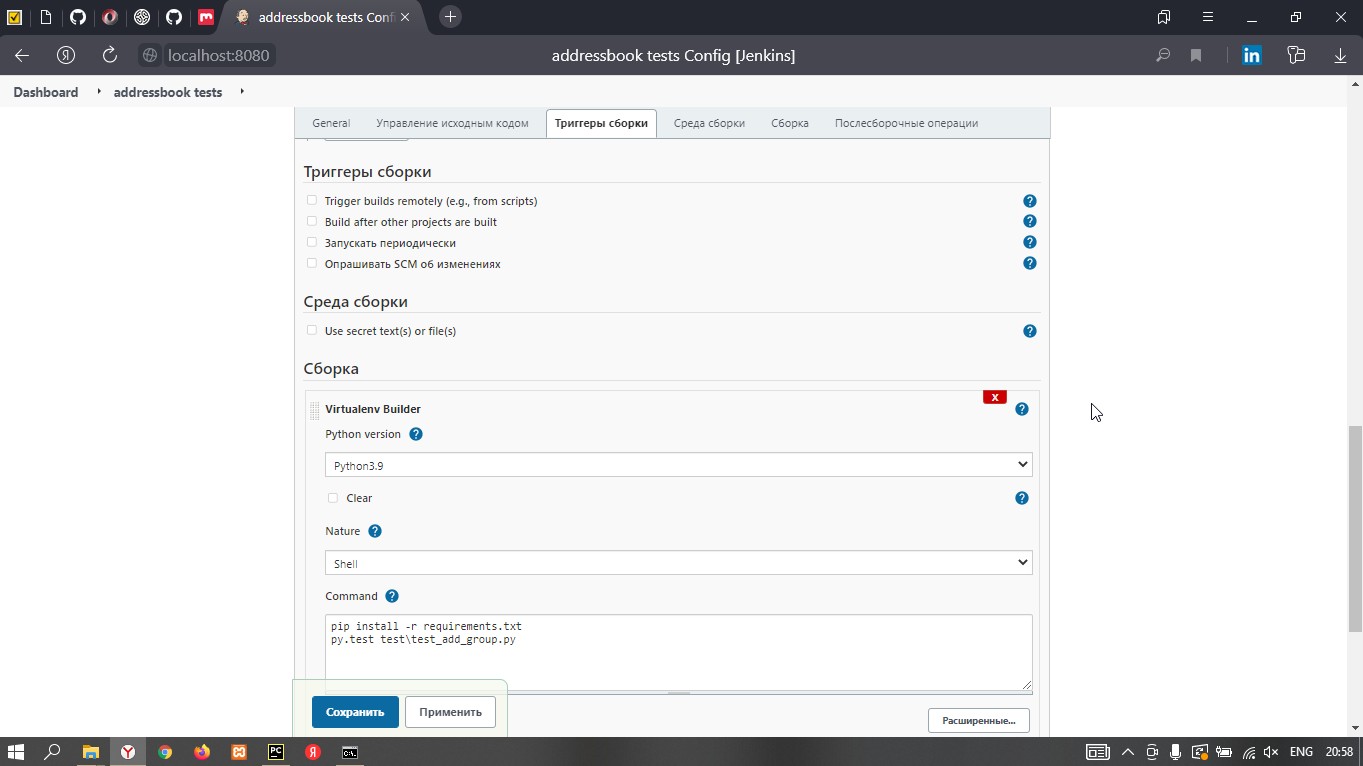 addressbook tests Confi
localhost:8080
addressbook tests Config [Jenkins]
in
Dashboard
addressbook tests
General
Управление исходным кодом
Триггеры сборки
Среда сборки
Сборка
Послесборочные операции
Триггеры сборки
Trigger builds remotely (e.g., from scripts)
?
Build after other projects are built
?
Запускать периодически
?
Опрашивать SCM об изменениях
?
Среда сборки
Use secret text(s) or file(s)
?
Сборка
X
Virtualenv Builder
?
Python version ?
Python3.9
Clear
?
Nature ?
Shell
Command ?
pip install -r requirements.txt
py.test test\test_add_group.py
Сохранить
Применить
Расширенные...
ENG
20:58